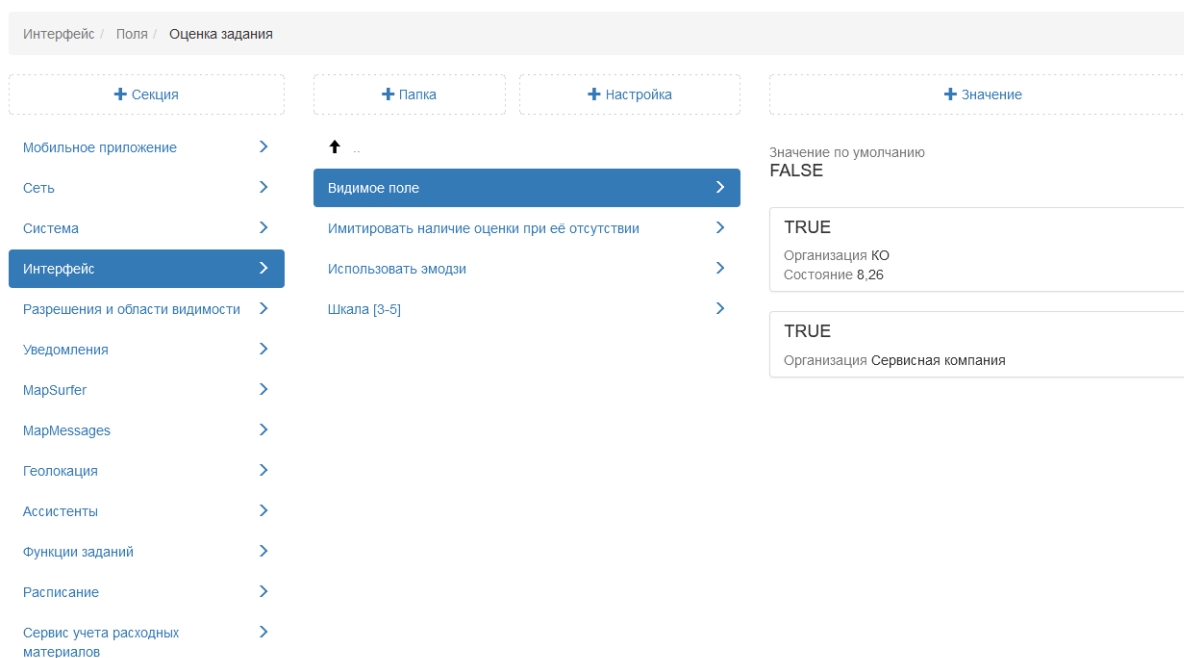 Интерфейс / Поля / Оценка задания
Секция
Папка
Настройка
Значение
Мобильное приложение
Сеть
Система
Интерфейс
Разрешения и области видимости
Уведомления
MapSurfer
MapMessages
Геолокация
Ассистенты
Функции заданий
Расписание
Сервис учета расходных
материалов
..
Видимое поле
Имитировать наличие оценки при её отсутствии
Использовать эмодзи
Шкала [3-5]
Значение по умолчанию
FALSE
TRUE
Организация КО
Состояние 8,26
TRUE
Организация Сервисная компания